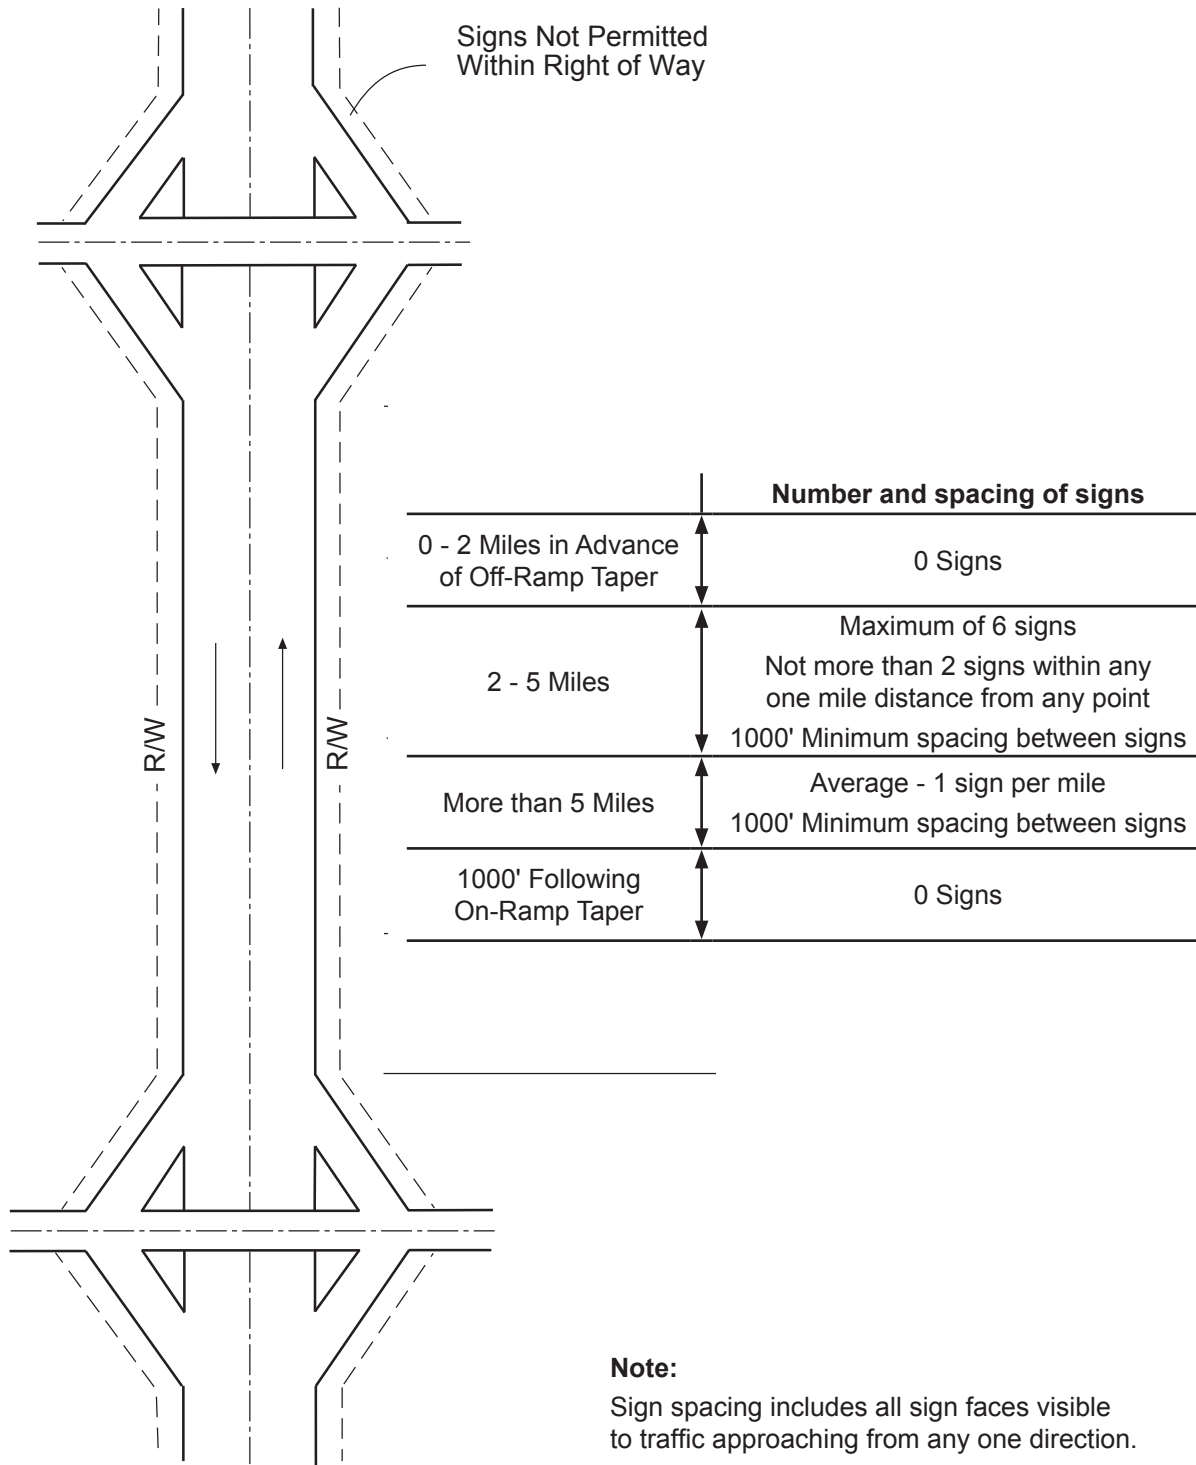 Signs Not Permitted
Within Right of Way
Number and spacing of signs
0 - 2 Miles in Advance
of Off-Ramp Taper
0 Signs
2 - 5 Miles
Maximum of 6 signs
Not more than 2 signs within any
one mile distance from any point
1000' Minimum spacing between signs
More than 5 Miles
Average - 1 sign per mile
1000' Minimum spacing between signs
1000' Following
On-Ramp Taper
0 Signs
R/W
R/W
Note:
Sign spacing includes all sign faces visible
to traffic approaching from any one direction.